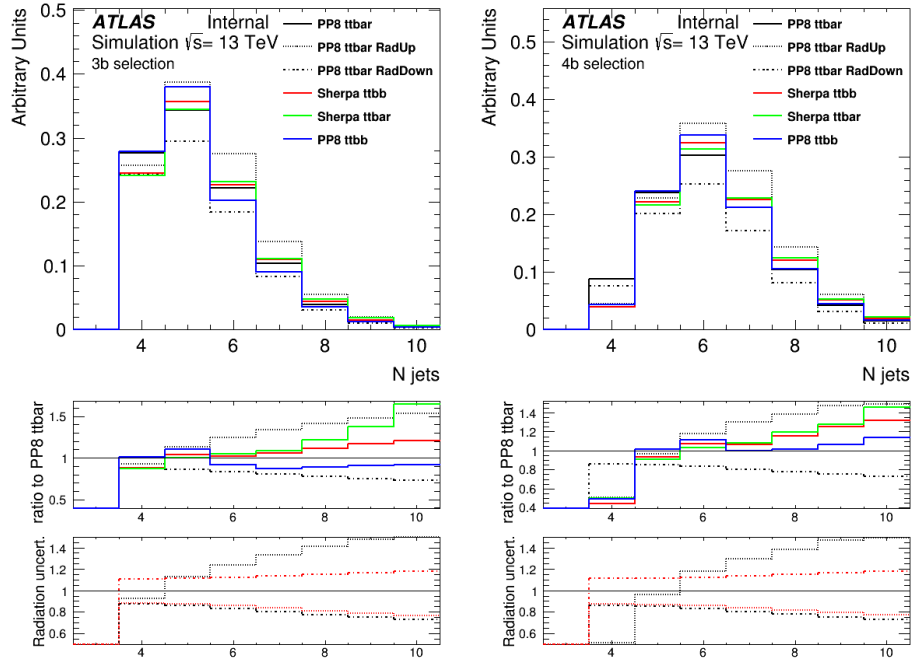 ATLAS Internal
Simulation √s= 13 TeV
3b selection
PP8 ttbar
PP8 ttbar RadUp
PP8 ttbar RadDown
Sherpa ttbb
Sherpa ttbar
PP8 ttbb
Arbitrary Units
0.5
0.4
0.3
0.2
0.1
0
4 6 8 10
N jets
ratio to PP8 ttbar
1.5
1
0.5
4 6 8 10
Radiation uncert.
1.4
1.2
1
0.8
0.6
4 6 8 10
ATLAS Internal
Simulation √s= 13 TeV
4b selection
PP8 ttbar
PP8 ttbar RadUp
PP8 ttbar RadDown
Sherpa ttbb
Sherpa ttbar
PP8 ttbb
Arbitrary Units
0.5
0.4
0.3
0.2
0.1
0
4 6 8 10
N jets
ratio to PP8 ttbar
1.4
1.2
1
0.8
0.6
0.4
4 6 8 10
Radiation uncert.
1.4
1.2
1
0.8
0.6
4 6 8 10